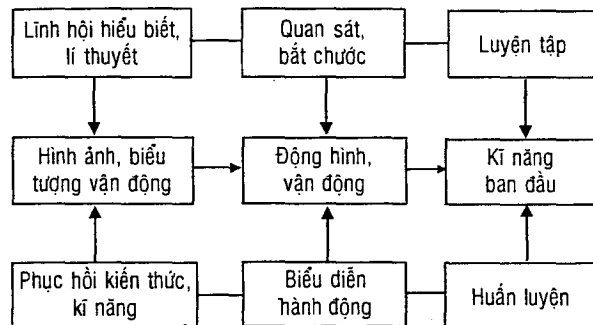 Lĩnh hội hiểu biết,
lí thuyết
Quan sát,
bắt chước
Luyện tập
Hình ảnh, biểu
tượng vận động
Động hình,
vận động
Kĩ năng
ban đầu
Phục hồi kiến thức,
kĩ năng
Biểu diễn
hành động
Huấn luyện